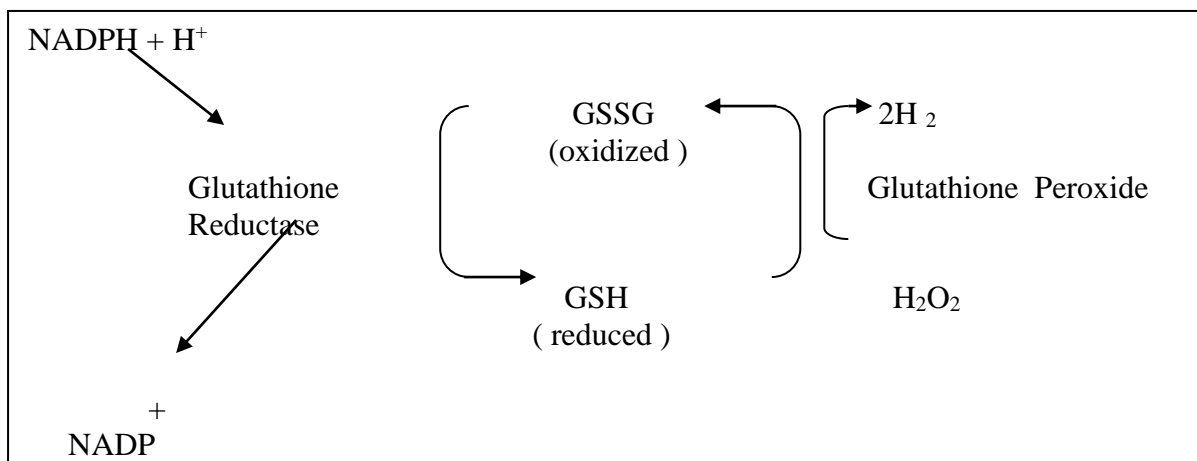 NADPH + H⁺
GSSG 2H ₂
(oxidized )
Glutathione Glutathione Peroxide
Reductase
GSH H₂O₂
( reduced )
+
NADP